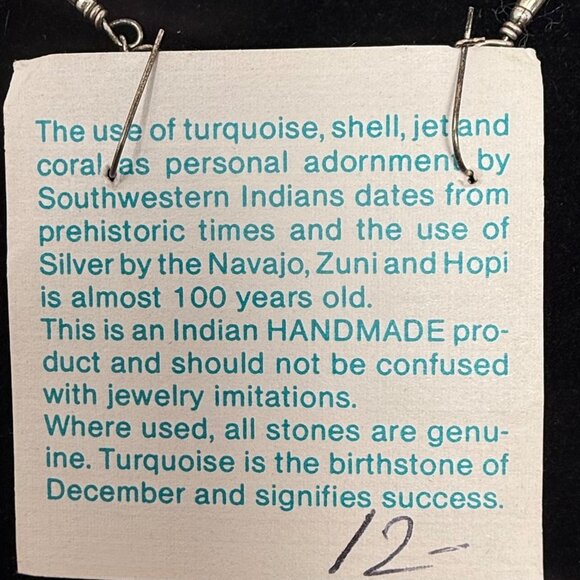 The use of turquoise, shell, jet and
coral as personal adornment by
Southwestern Indians dates from
prehistoric times and the use of
Silver by the Navajo, Zuni and Hopi
is almost 100 years old.
This is an Indian HANDMADE pro-
duct and should not be confused
with jewelry imitations.
Where used, all stones are genu-
ine. Turquoise is the birthstone of
December and signifies success.
12-